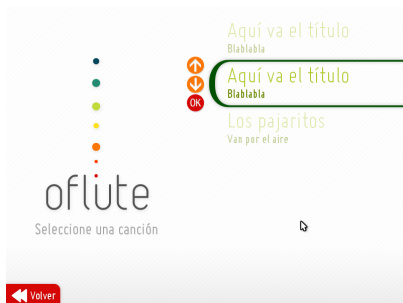 Aquí va el título
Blablabla
Aquí va el título
Blablabla
OK
Los pajaritos
Van por el aire
oflute
Seleccione una canción
Volver